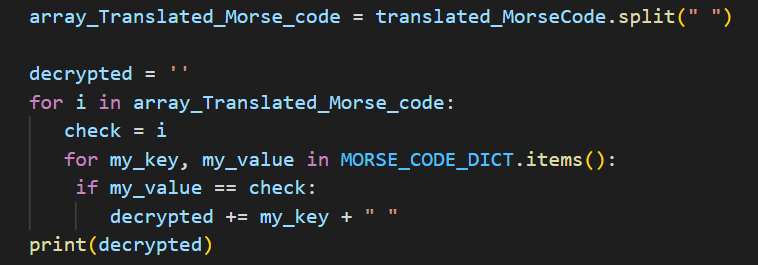 array_Translated_Morse_code = translated_MorseCode.split(" ")
decrypted = ''
for i in array_Translated_Morse_code:
   check = i
   for my_key, my_value in MORSE_CODE_DICT.items():
    if my_value == check:
       decrypted += my_key + " "
print(decrypted)